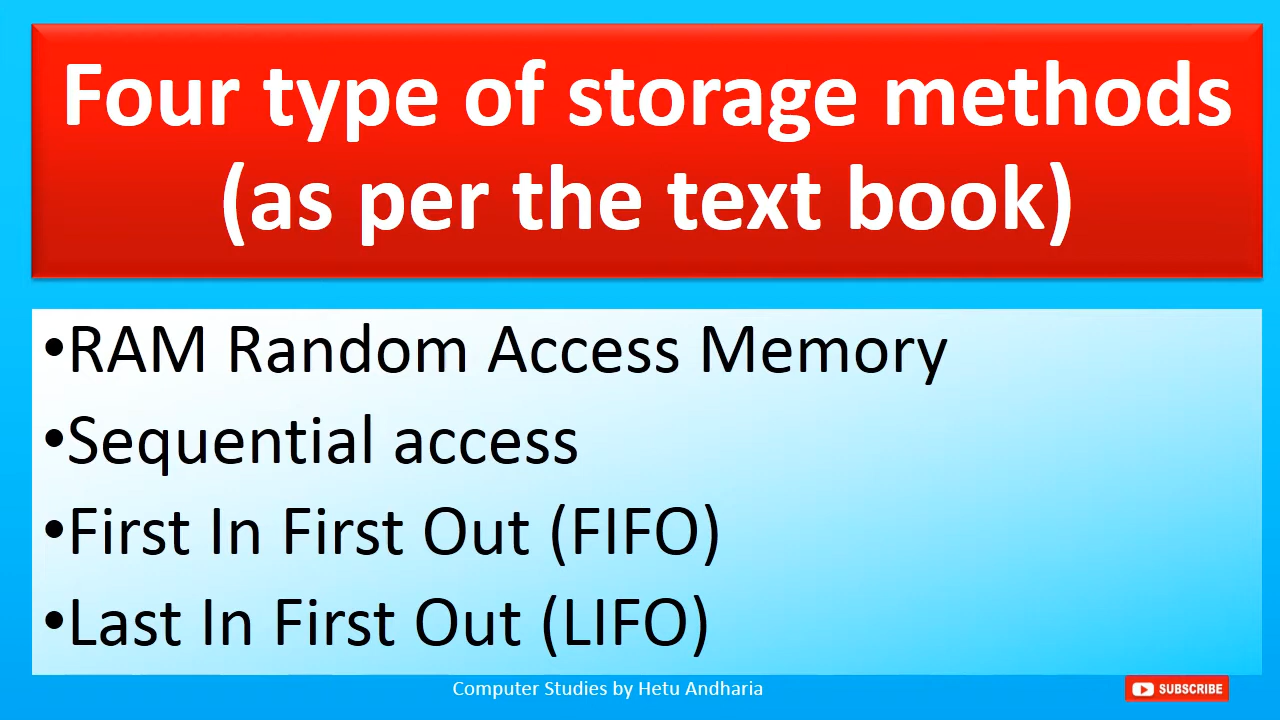 Four type of storage methods
(as per the text book)
•RAM Random Access Memory
•Sequential access
•First In First Out (FIFO)
•Last In First Out (LIFO)
Computer Studies by Hetu Andharia
SUBSCRIBE